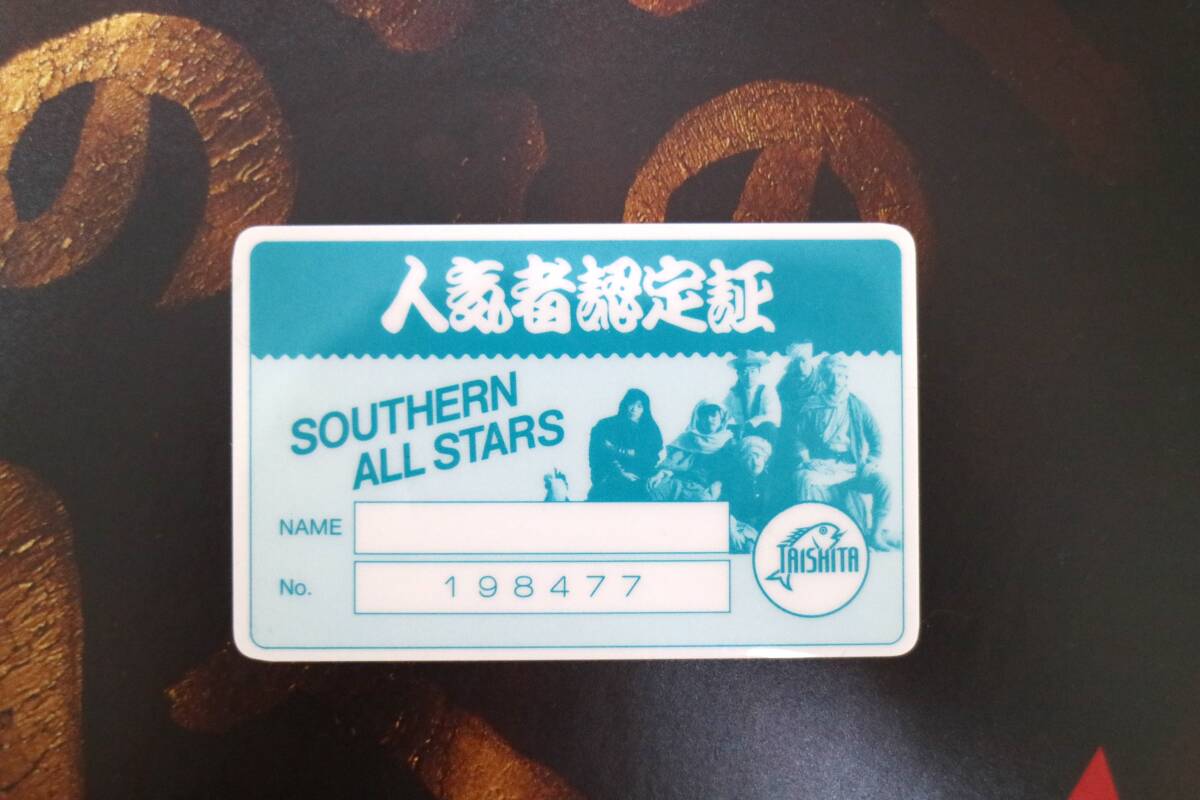 人気者認定証
SOUTHERN
ALL STARS
NAME
No. 198477
TAISHITA